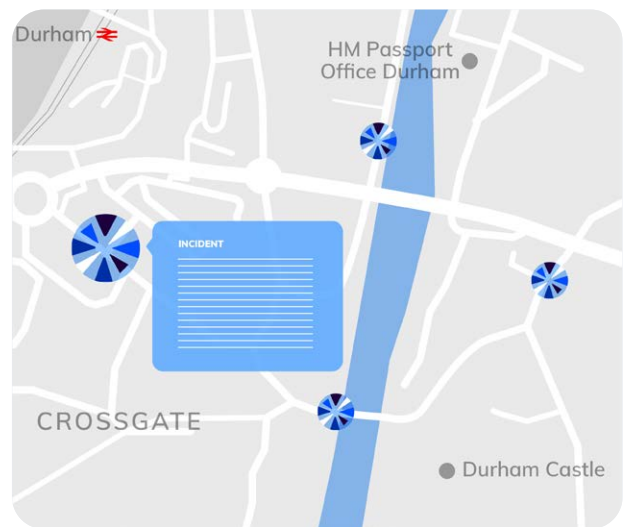 Durham
HM Passport
Office Durham
INCIDENT
CROSSGATE
Durham Castle